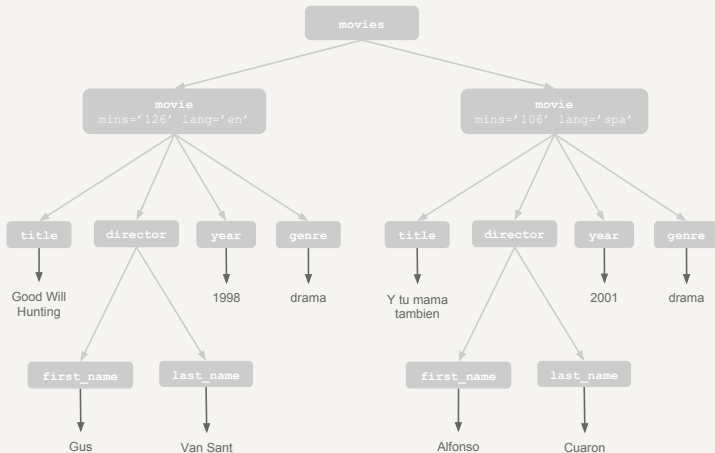 movies
movie
mins='126' lang='en'
movie
mins='106' lang='spa'
title
director
year
genre
title
director
year
genre
Good Will
Hunting
1998
drama
Y tu mama
tambien
2001
drama
first_name
last_name
first_name
last_name
Gus
Van Sant
Alfonso
Cuaron